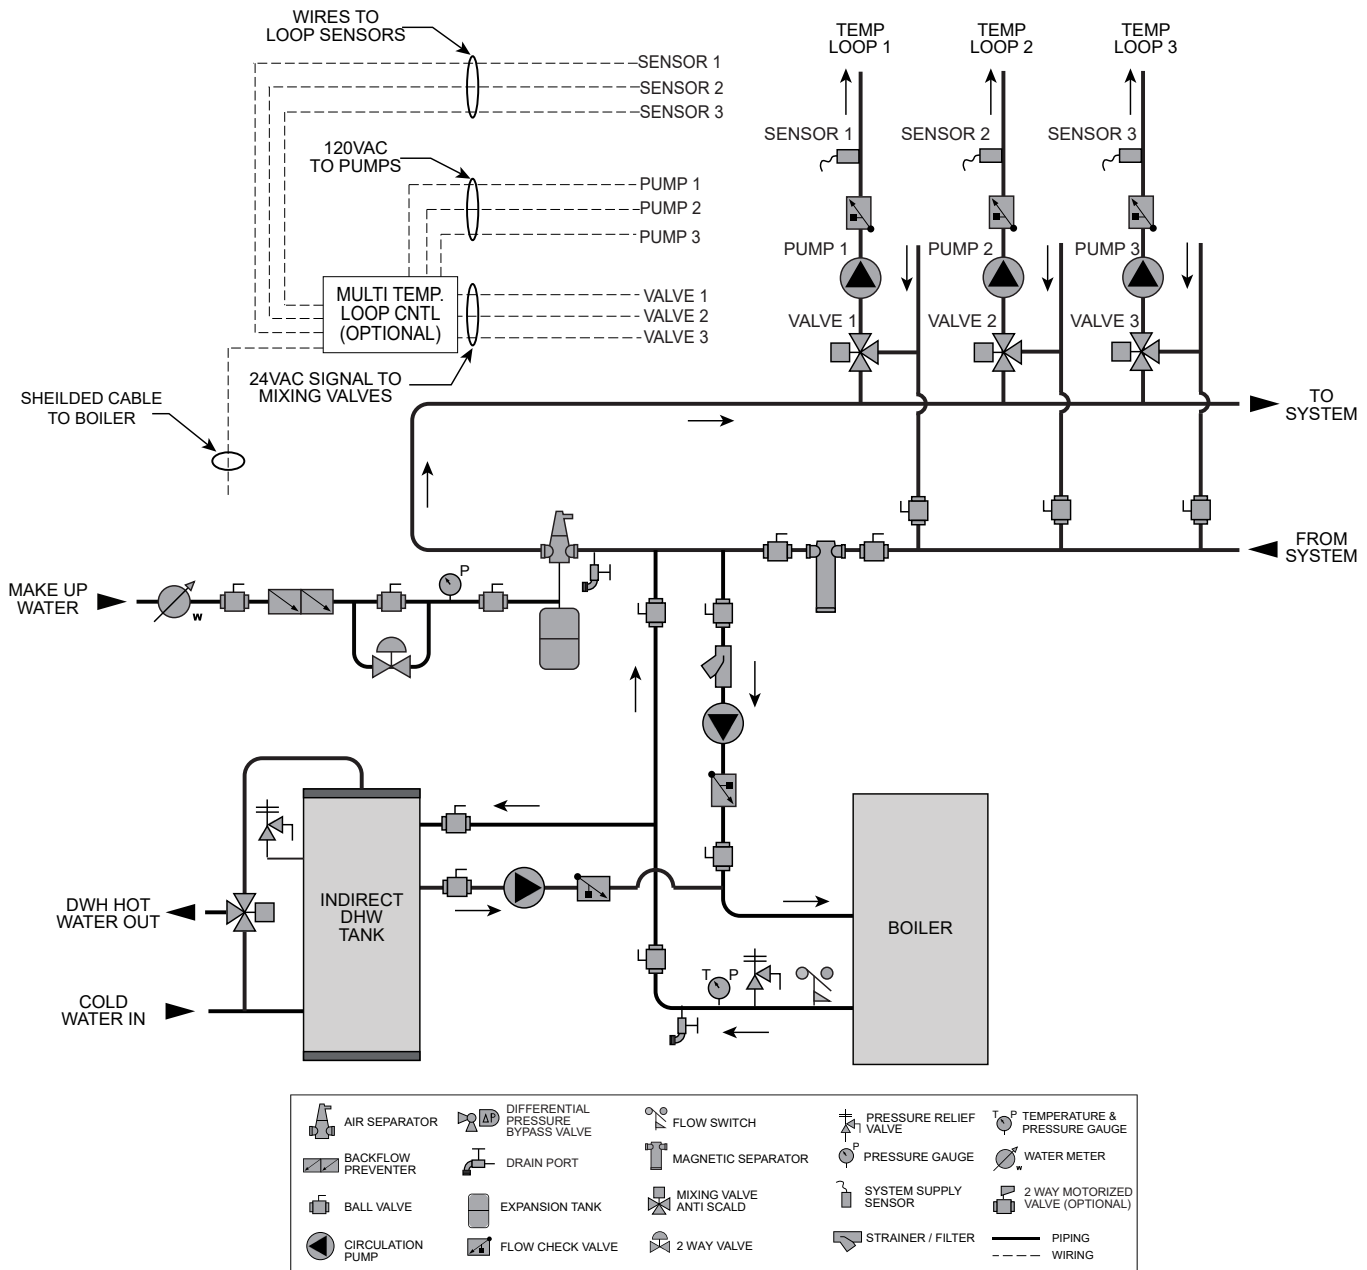 WIRES TO
LOOP SENSORS
SENSOR 1
SENSOR 2
SENSOR 3
120VAC
TO PUMPS
PUMP 1
PUMP 2
PUMP 3
MULTI TEMP.
LOOP CNTL
(OPTIONAL)
VALVE 1
VALVE 2
VALVE 3
24VAC SIGNAL TO
MIXING VALVES
SHEILDED CABLE
TO BOILER
TEMP
LOOP 1
TEMP
LOOP 2
TEMP
LOOP 3
SENSOR 1
SENSOR 2
SENSOR 3
PUMP 1
PUMP 2
PUMP 3
VALVE 1
VALVE 2
VALVE 3
TO
SYSTEM
FROM
SYSTEM
MAKE UP
WATER
W
P
DWH HOT
WATER OUT
COLD
WATER IN
INDIRECT
DHW
TANK
BOILER
T P
AIR SEPARATOR
ΔP
DIFFERENTIAL
PRESSURE
BYPASS VALVE
FLOW SWITCH
PRESSURE RELIEF
VALVE
T P
TEMPERATURE &
PRESSURE GAUGE
BACKFLOW
PREVENTER
DRAIN PORT
MAGNETIC SEPARATOR
P
PRESSURE GAUGE
W
WATER METER
BALL VALVE
EXPANSION TANK
MIXING VALVE
ANTI SCALD
SYSTEM SUPPLY
SENSOR
2 WAY MOTORIZED
VALVE (OPTIONAL)
CIRCULATION
PUMP
FLOW CHECK VALVE
2 WAY VALVE
STRAINER / FILTER
PIPING
WIRING